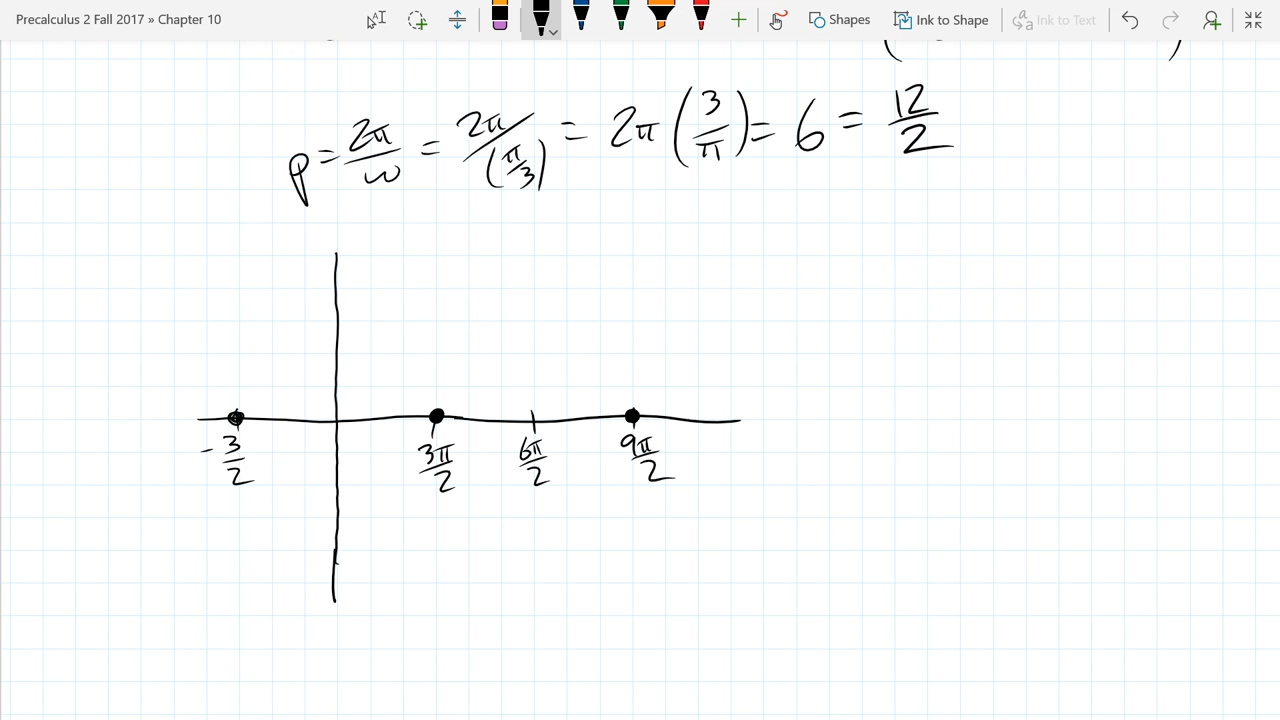 Precalculus 2 Fall 2017 » Chapter 10 Shapes Ink to Shape Ink to Text
p = 2π/w = 2π/(π/3) = 2π(3/π) = 6 = 12/2
-3/2 3π/2 6π/2 9π/2